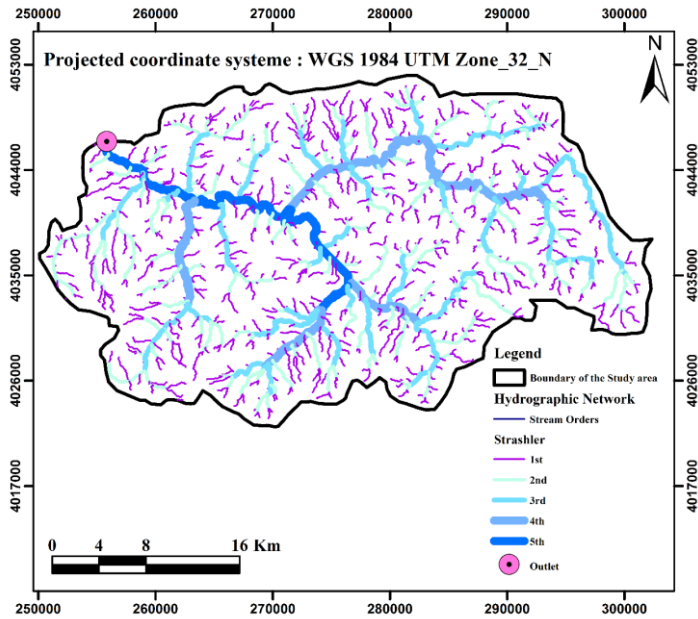 250000 260000 270000 280000 290000 300000
Projected coordinate systeme : WGS 1984 UTM Zone_32_N
N
4053000 4053000
4044000 4044000
4035000 4035000
4026000 4026000
4017000 4017000
Legend
Boundary of the Study area
Hydrographic Network
Stream Orders
Strashler
1st
2nd
3rd
4th
5th
Outlet
0 4 8 16 Km
250000 260000 270000 280000 290000 300000